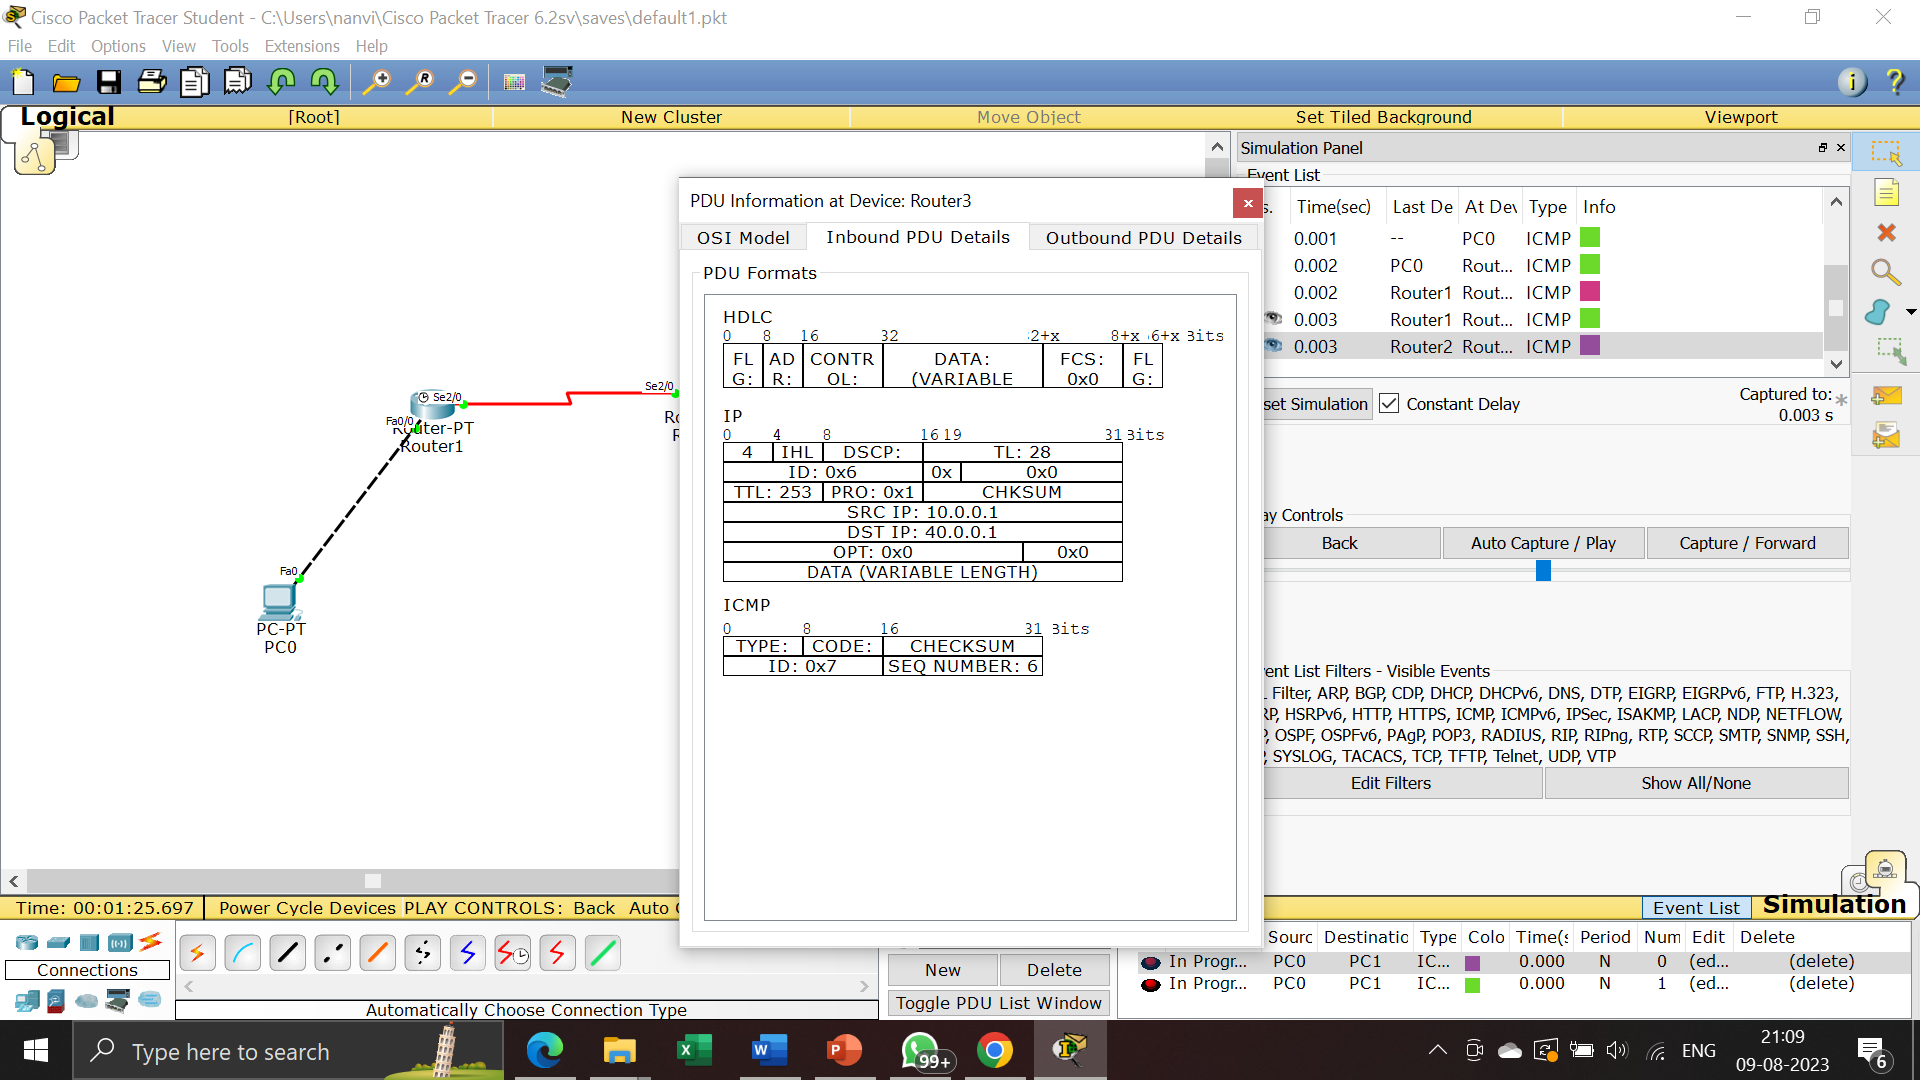 Cisco Packet Tracer Student - C:\Users\nanvi\Cisco Packet Tracer 6.2sv\saves\default1.pkt
File Edit Options View Tools Extensions Help
Logical [Root] New Cluster Move Object Set Tiled Background Viewport
Simulation Panel
Event List
s. Time(sec) Last De At Dev Type Info
0.001 -- PC0 ICMP
0.002 PC0 Rout... ICMP
0.002 Router1 Rout... ICMP
0.003 Router1 Rout... ICMP
0.003 Router2 Rout... ICMP
set Simulation Constant Delay
Captured to:
0.003 s
ay Controls
Back Auto Capture / Play Capture / Forward
ent List Filters - Visible Events
Filter, ARP, BGP, CDP, DHCP, DHCPv6, DNS, DTP, EIGRP, EIGRPv6, FTP, H.323,
RP, HSRPv6, HTTP, HTTPS, ICMP, ICMPv6, IPSec, ISAKMP, LACP, NDP, NETFLOW,
P, OSPF, OSPFv6, PAgP, POP3, RADIUS, RIP, RIPng, RTP, SCCP, SMTP, SNMP, SSH,
P, SYSLOG, TACACS, TCP, TFTP, Telnet, UDP, VTP
Edit Filters Show All/None
PDU Information at Device: Router3
OSI Model Inbound PDU Details Outbound PDU Details
PDU Formats
HDLC
0 8 16 32 2+x 8+x 6+x Bits
FL AD CONTR DATA: FCS: FL
G: R: OL: (VARIABLE 0x0 G:
IP
0 4 8 16 19 31 Bits
4 IHL DSCP: TL: 28
ID: 0x6 0x 0x0
TTL: 253 PRO: 0x1 CHKSUM
SRC IP: 10.0.0.1
DST IP: 40.0.0.1
OPT: 0x0 0x0
DATA (VARIABLE LENGTH)
ICMP
0 8 16 31 Bits
TYPE: CODE: CHECKSUM
ID: 0x7 SEQ NUMBER: 6
Se2/0
Se2/0
Ro
R
Fa0/0
Router-PT
Router1
Fa0
PC-PT
PC0
Time: 00:01:25.697 Power Cycle Devices PLAY CONTROLS: Back Auto C
Event List Simulation
Connections
Automatically Choose Connection Type
New Delete
Toggle PDU List Window
Sourc Destinatic Type Colo Time(s Period Num Edit Delete
In Progr... PC0 PC1 IC... 0.000 N 0 (ed... (delete)
In Progr... PC0 PC1 IC... 0.000 N 1 (ed... (delete)
Type here to search
99+
ENG
21:09
09-08-2023
6